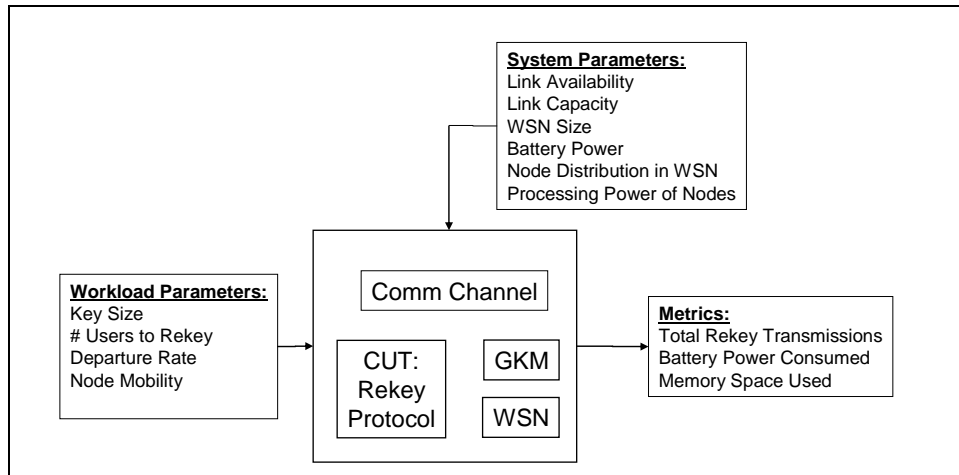 System Parameters:
Link Availability
Link Capacity
WSN Size
Battery Power
Node Distribution in WSN
Processing Power of Nodes
Workload Parameters:
Key Size
# Users to Rekey
Departure Rate
Node Mobility
Comm Channel
CUT:
Rekey
Protocol
GKM
WSN
Metrics:
Total Rekey Transmissions
Battery Power Consumed
Memory Space Used